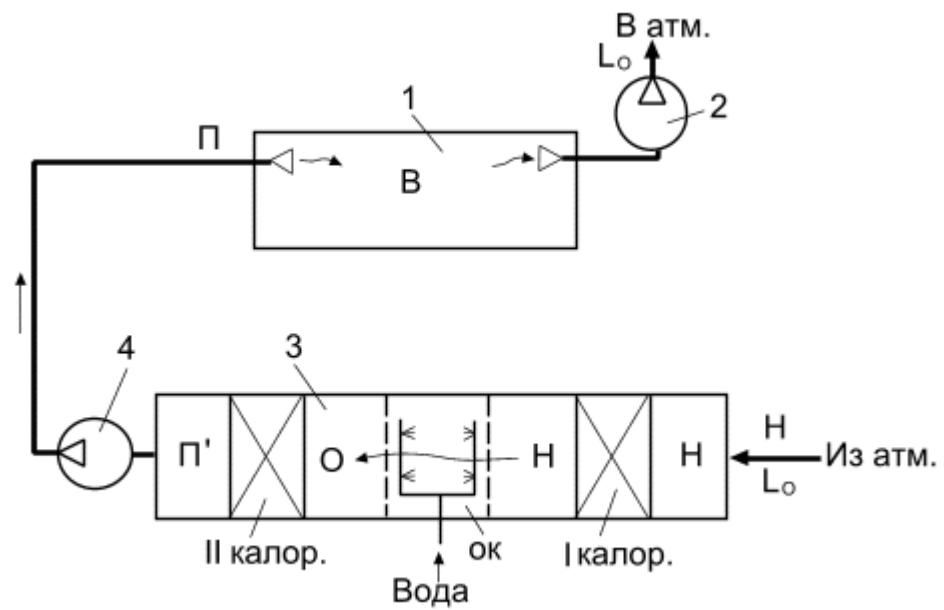 В атм.
Lо
1
2
П
В
4
3
П'
О
Н
Н
Н
Из атм.
Lо
II калор.
ок
I калор.
Вода